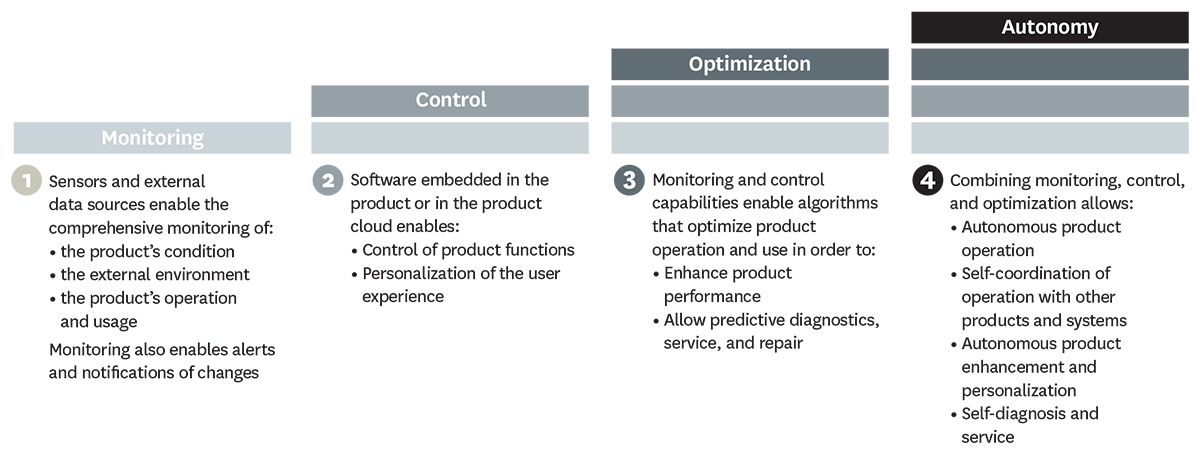 Monitoring
1
Sensors and external
data sources enable the
comprehensive monitoring of:
• the product’s condition
• the external environment
• the product’s operation
and usage
Monitoring also enables alerts
and notifications of changes
Control
2
Software embedded in the
product or in the product
cloud enables:
• Control of product functions
• Personalization of the user
experience
Optimization
3
Monitoring and control
capabilities enable algorithms
that optimize product
operation and use in order to:
• Enhance product
performance
• Allow predictive diagnostics,
service, and repair
Autonomy
4
Combining monitoring, control,
and optimization allows:
• Autonomous product
operation
• Self-coordination of
operation with other
products and systems
• Autonomous product
enhancement and
personalization
• Self-diagnosis and
service